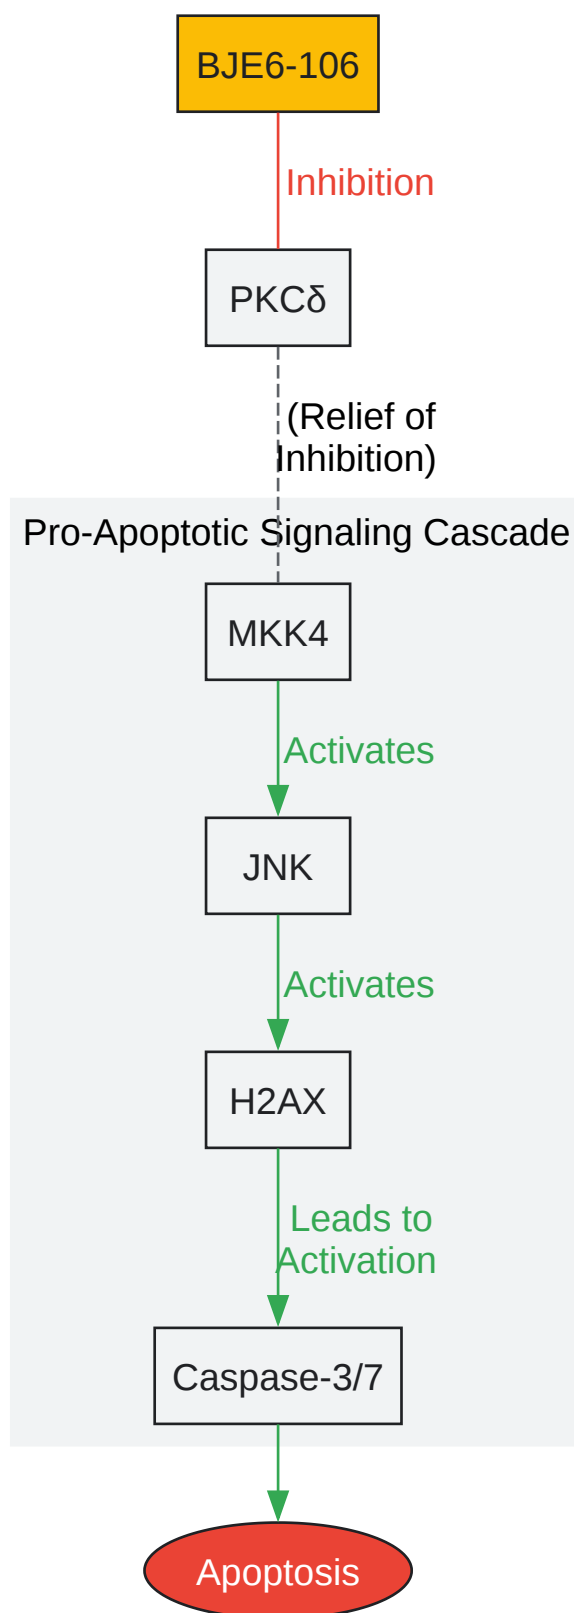 BJE6-106
Inhibition
PKCδ
(Relief of
Inhibition)
Pro-Apoptotic Signaling Cascade
MKK4
Activates
JNK
Activates
H2AX
Leads to
Activation
Caspase-3/7
Apoptosis